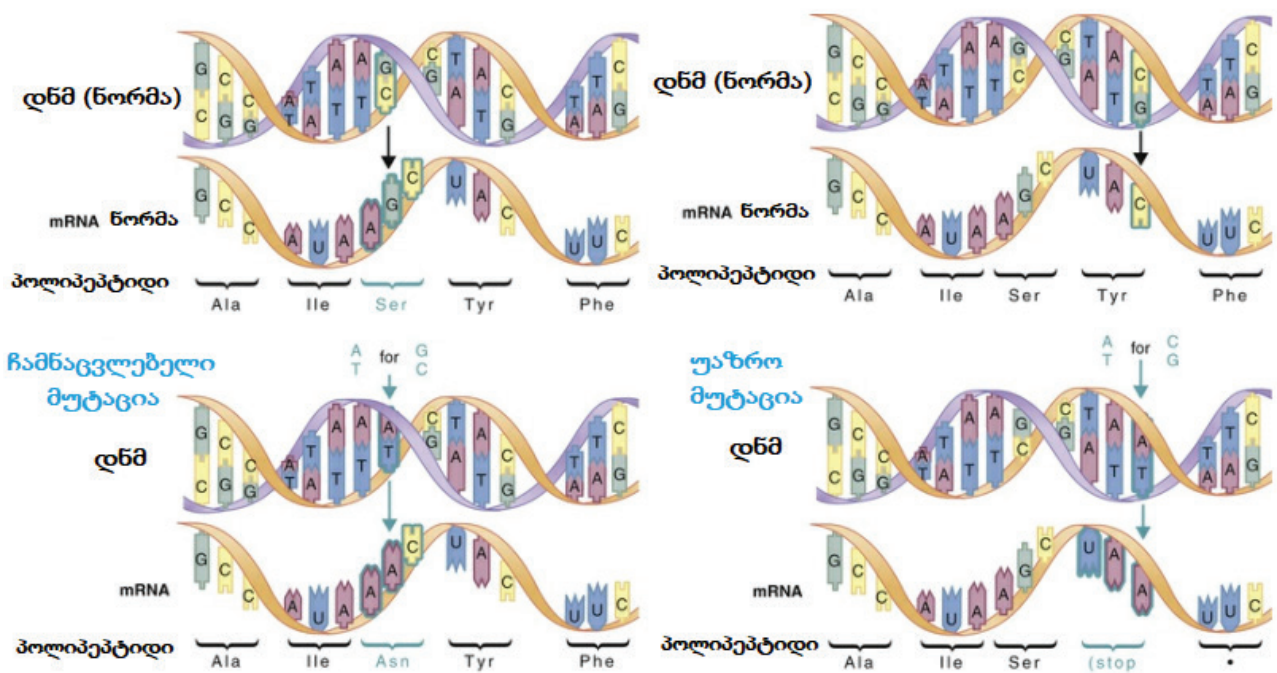 დნმ (ნორმა)
G C C A T A A G C T A C T T C
C G G T A T T C G A T G A A G
mRNA ნორმა
G C C A U A A G C U A C U U C
პოლიპეპტიდი
Ala Ile Ser Tyr Phe
დნმ (ნორმა)
G C C A T A A G C T A C T T C
C G G T A T T C G A T G A A G
mRNA ნორმა
G C C A U A A G C U A C U U C
პოლიპეპტიდი
Ala Ile Ser Tyr Phe
ჩამნაცვლებელი
მუტაცია
A for G
T C
დნმ
G C C A T A A A C T A C T T C
C G G T A T T T G A T G A A G
mRNA
G C C A U A A A C U A C U U C
პოლიპეპტიდი
Ala Ile Asn Tyr Phe
უაზრო
მუტაცია
A for C
T G
დნმ
G C C A T A A G C T A A T T C
C G G T A T T C G A T T A A G
mRNA
G C C A U A A G C U A A U U C
პოლიპეპტიდი
Ala Ile Ser (stop •